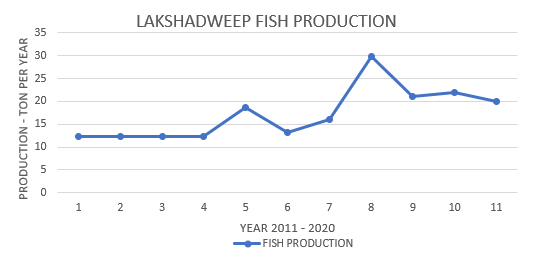 LAKSHADWEEP FISH PRODUCTION
PRODUCTION - TON PER YEAR
35
30
25
20
15
10
5
0
1 2 3 4 5 6 7 8 9 10 11
YEAR 2011 - 2020
FISH PRODUCTION